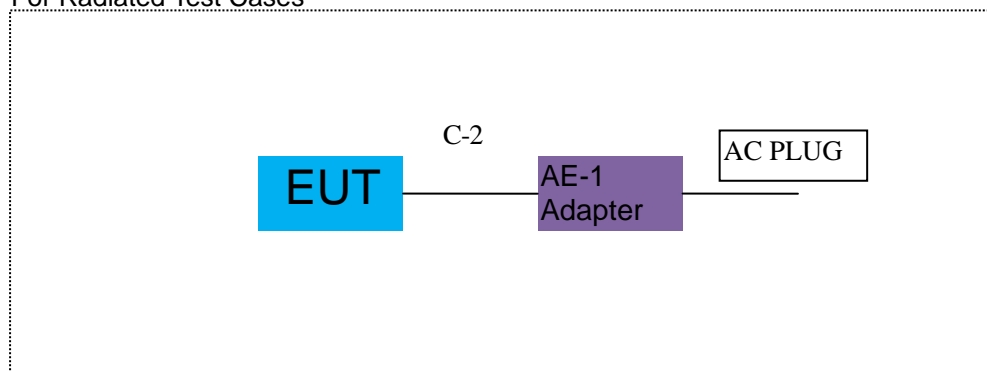 For Radiated Test Cases
C-2
AC PLUG
EUT
AE-1
Adapter